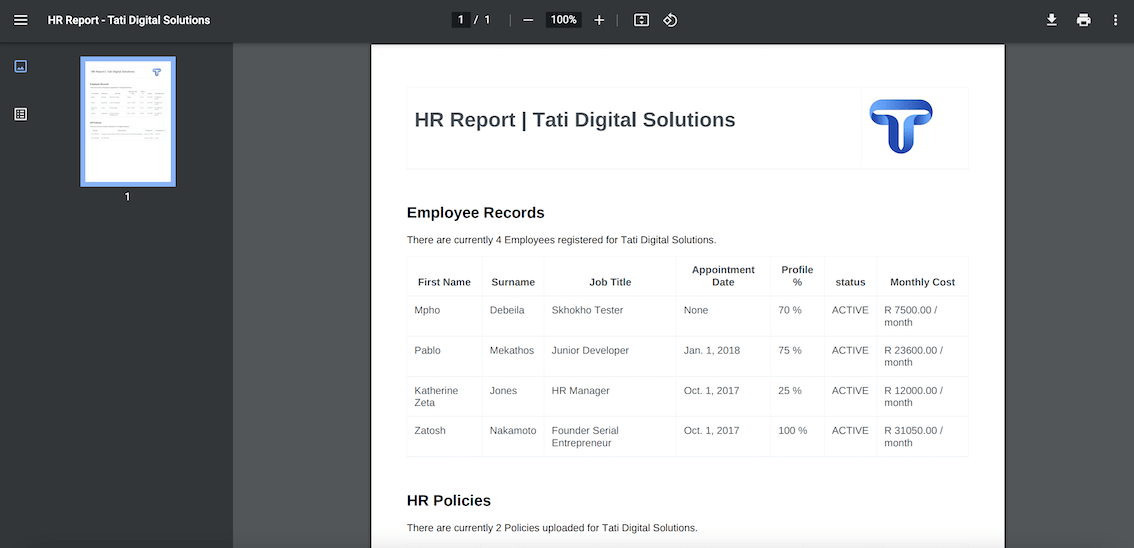 HR Report - Tati Digital Solutions
1 / 1
100%
1
HR Report | Tati Digital Solutions
Employee Records
There are currently 4 Employees registered for Tati Digital Solutions.
First Name Surname Job Title Appointment Date Profile % status Monthly Cost
Mpho Debeila Skhokho Tester None 70 % ACTIVE R 7500.00 / month
Pablo Mekathos Junior Developer Jan. 1, 2018 75 % ACTIVE R 23600.00 / month
Katherine Zeta Jones HR Manager Oct. 1, 2017 25 % ACTIVE R 12000.00 / month
Zatosh Nakamoto Founder Serial Entrepreneur Oct. 1, 2017 100 % ACTIVE R 31050.00 / month
HR Policies
There are currently 2 Policies uploaded for Tati Digital Solutions.